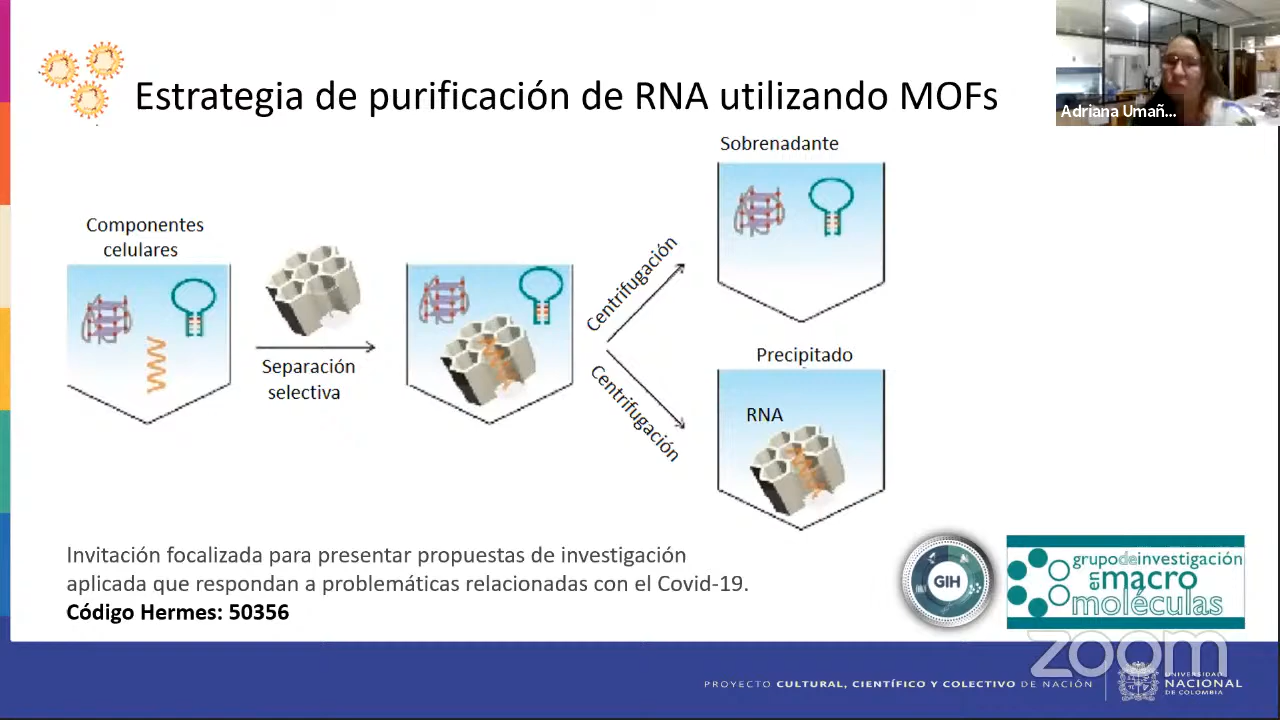 Estrategia de purificación de RNA utilizando MOFs
Adriana Umañ...
Sobrenadante
Componentes
celulares
Centrifugación
Separación
selectiva
Centrifugación
Precipitado
RNA
Invitación focalizada para presentar propuestas de investigación
aplicada que respondan a problemáticas relacionadas con el Covid-19.
Código Hermes: 50356
GIH
grupodeinvestigación
en macro
moléculas
zoom
PROYECTO CULTURAL, CIENTÍFICO Y COLECTIVO DE NACIÓN
UNIVERSIDAD
NACIONAL
DE COLOMBIA